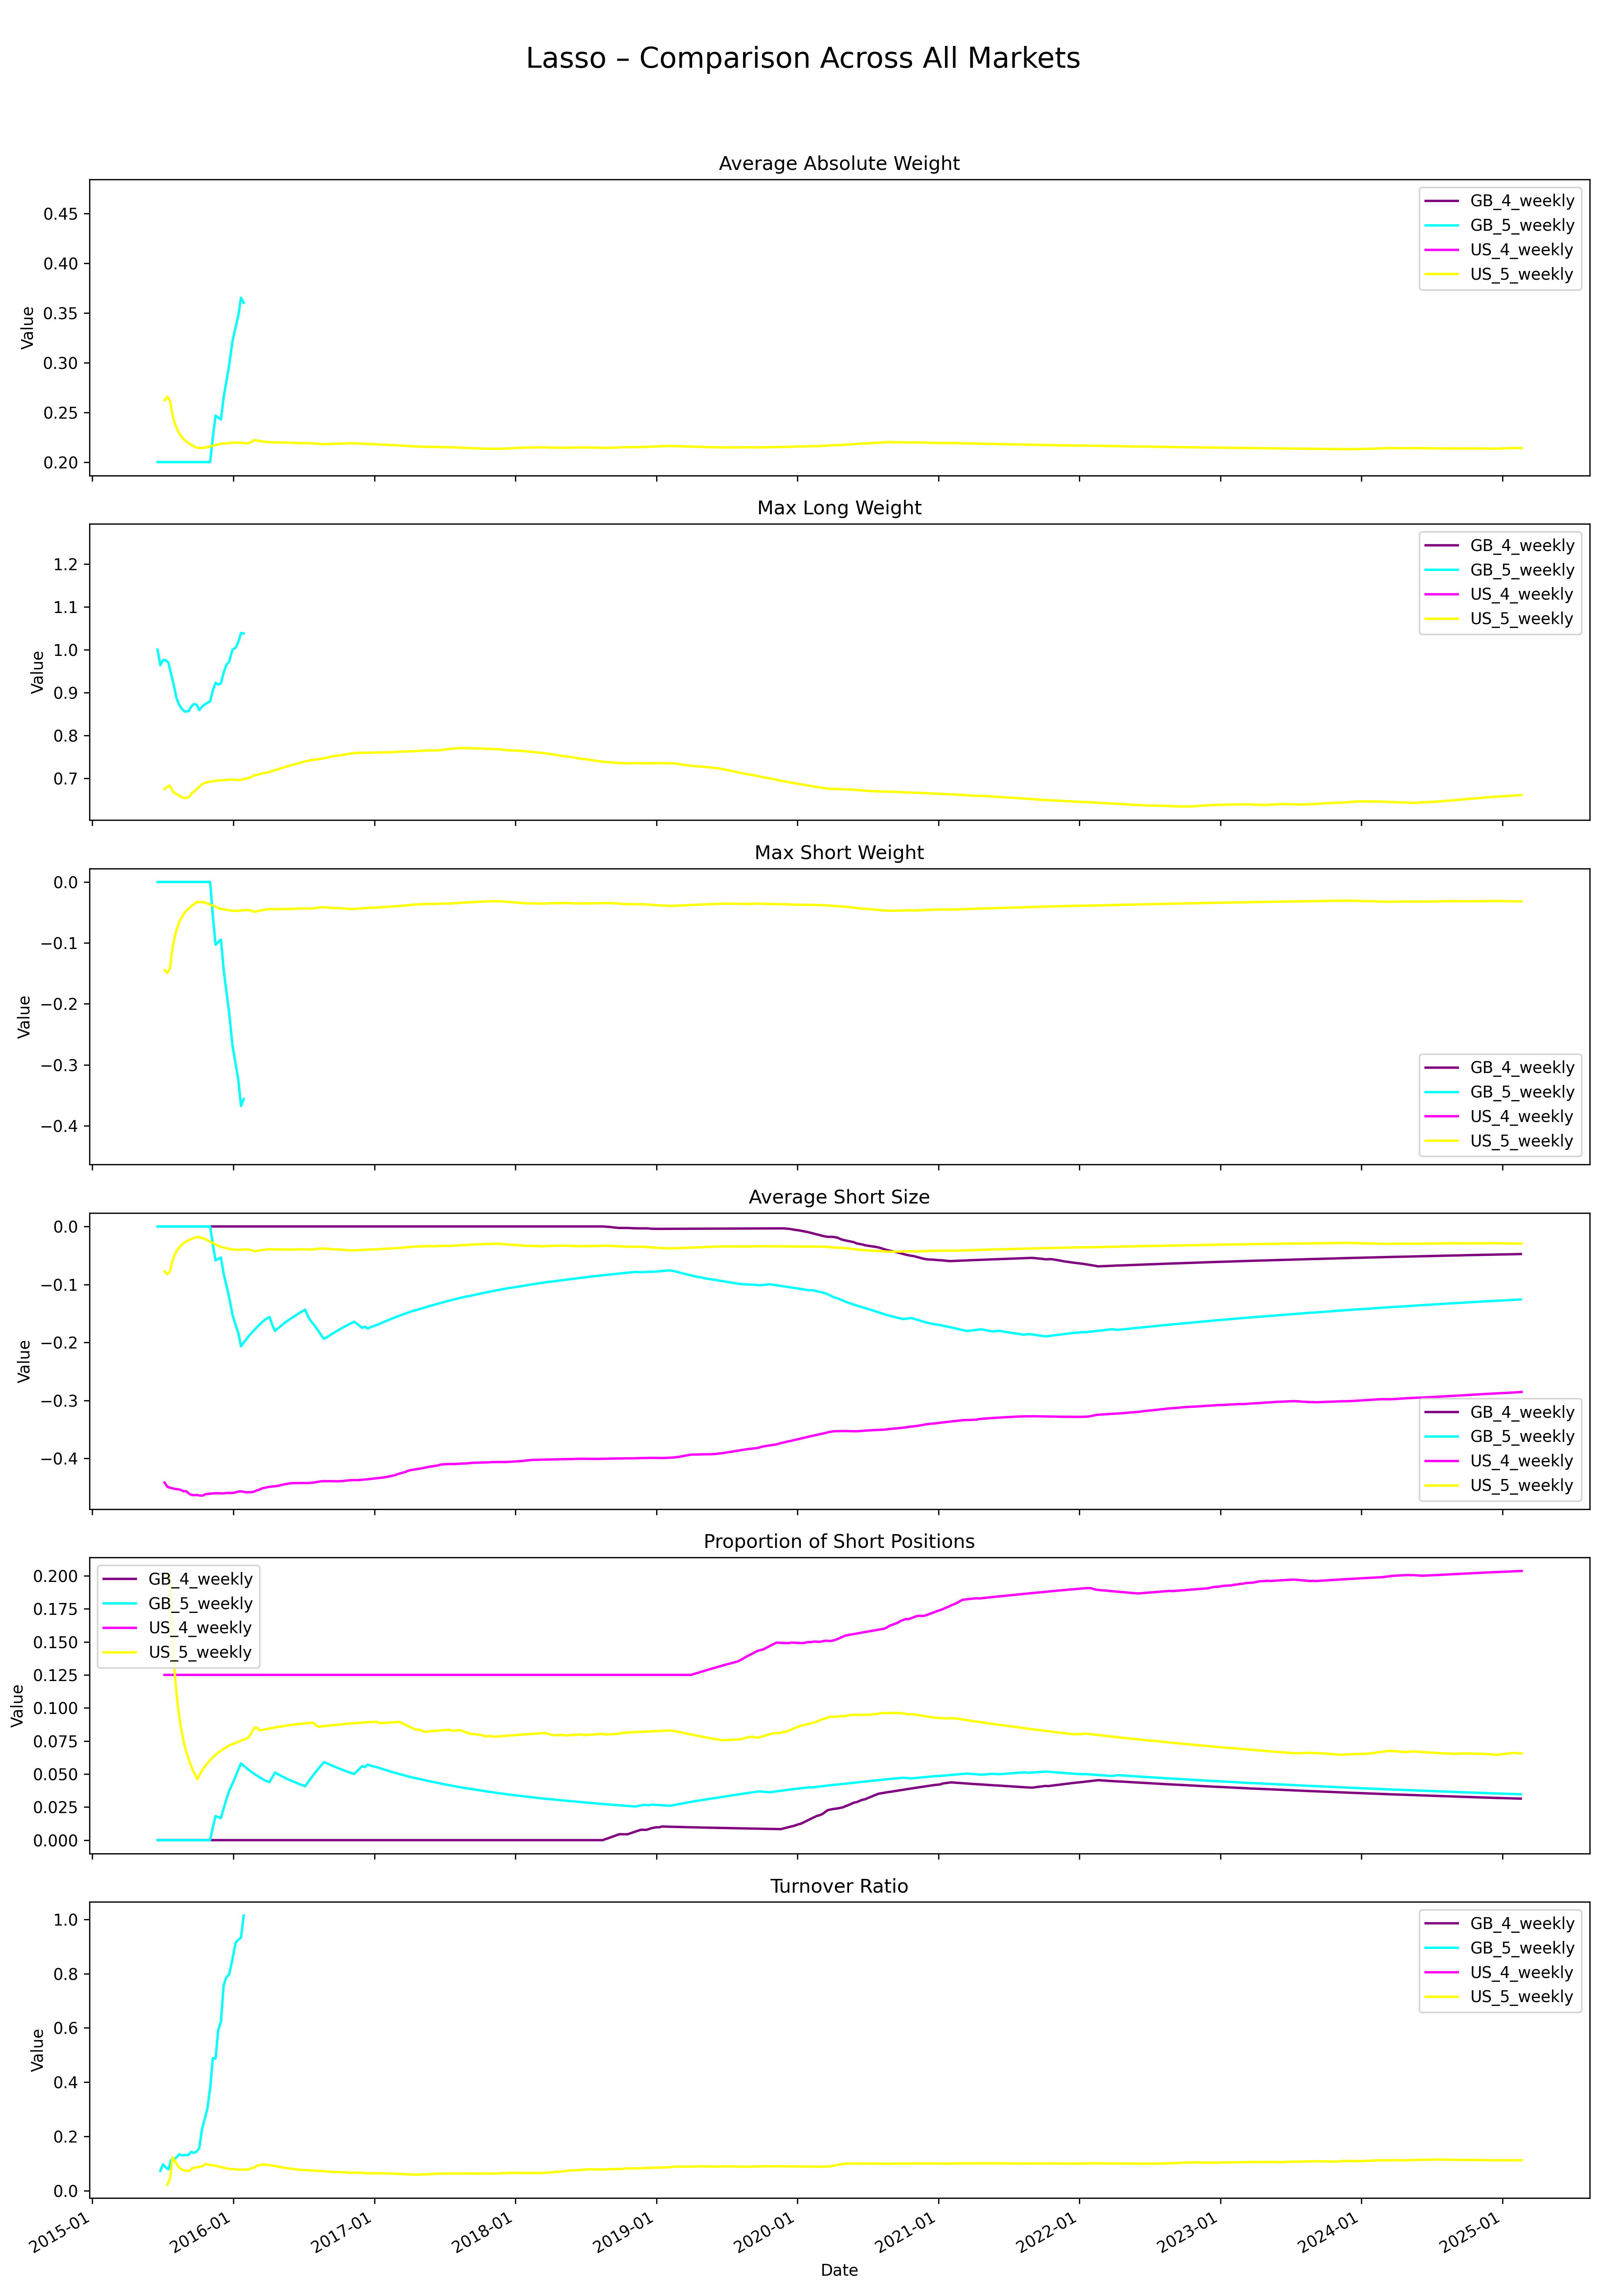 Lasso – Comparison Across All Markets
Average Absolute Weight
0.45
0.40
0.35
0.30
0.25
0.20
Value
GB_4_weekly
GB_5_weekly
US_4_weekly
US_5_weekly
Max Long Weight
1.2
1.1
1.0
0.9
0.8
0.7
Value
GB_4_weekly
GB_5_weekly
US_4_weekly
US_5_weekly
Max Short Weight
0.0
−0.1
−0.2
−0.3
−0.4
Value
GB_4_weekly
GB_5_weekly
US_4_weekly
US_5_weekly
Average Short Size
0.0
−0.1
−0.2
−0.3
−0.4
Value
GB_4_weekly
GB_5_weekly
US_4_weekly
US_5_weekly
Proportion of Short Positions
0.200
0.175
0.150
0.125
0.100
0.075
0.050
0.025
0.000
Value
GB_4_weekly
GB_5_weekly
US_4_weekly
US_5_weekly
Turnover Ratio
1.0
0.8
0.6
0.4
0.2
0.0
Value
GB_4_weekly
GB_5_weekly
US_4_weekly
US_5_weekly
2015-01
2016-01
2017-01
2018-01
2019-01
2020-01
2021-01
2022-01
2023-01
2024-01
2025-01
Date